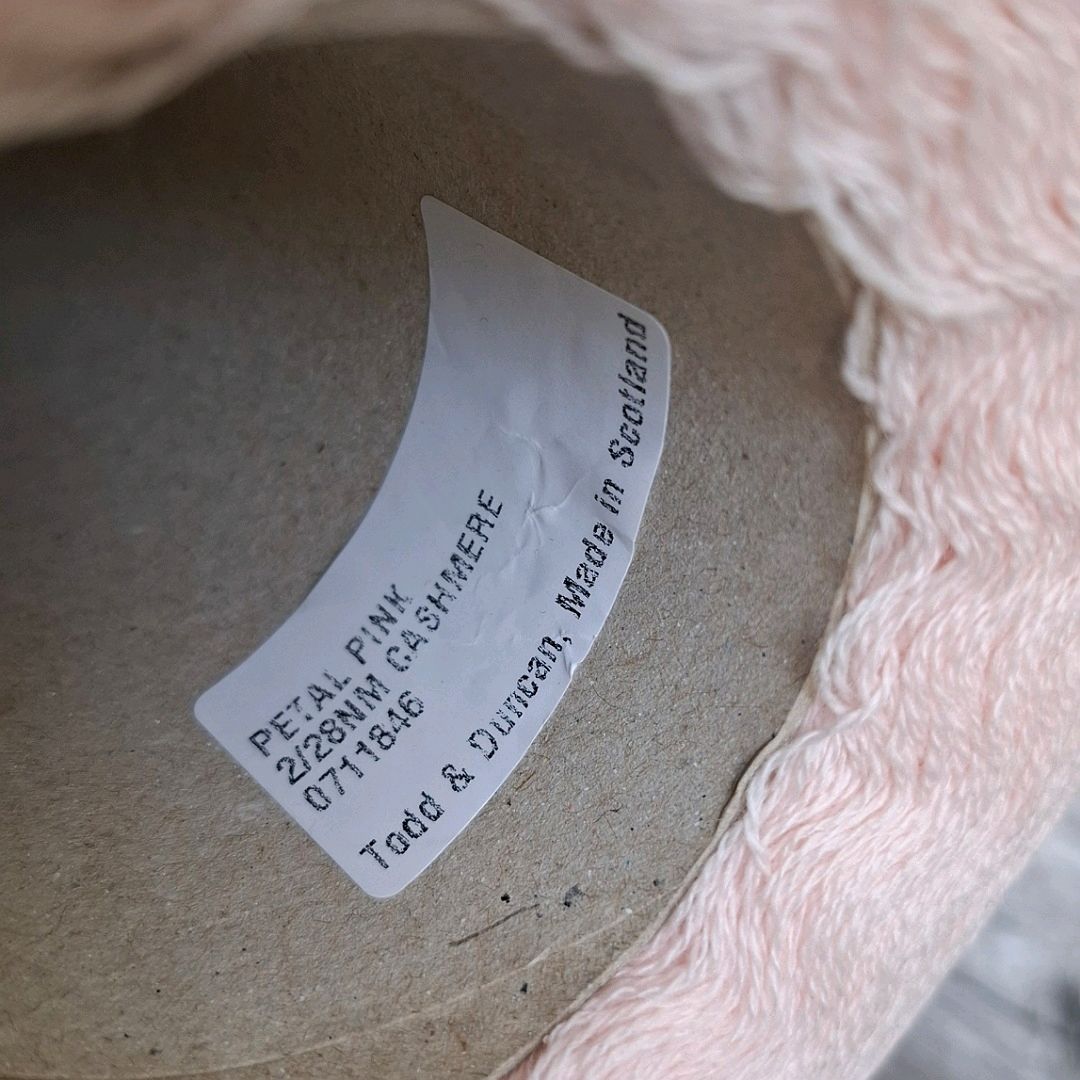 PETAL PINK
2/28NM CASHMERE
0711846
Todd & Duncan, Made in Scotland